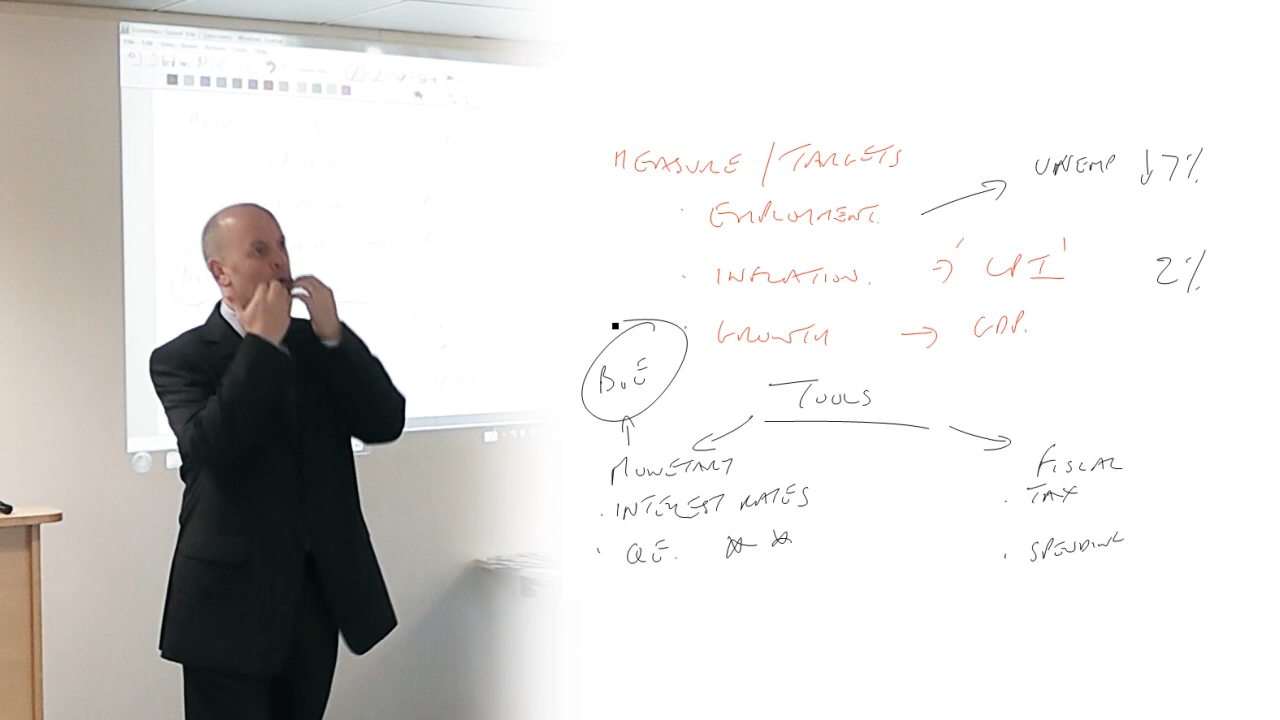 MEASURE / TARGETS
· EMPLOYMENT. → UNEMP ↓ 7%
· INFLATION. → 'CPI' 2%
· GROWTH → GDP.
BoE
TOOLS
MONETARY
FISCAL
· INTEREST RATES
· TAX
· QE.
· SPENDING